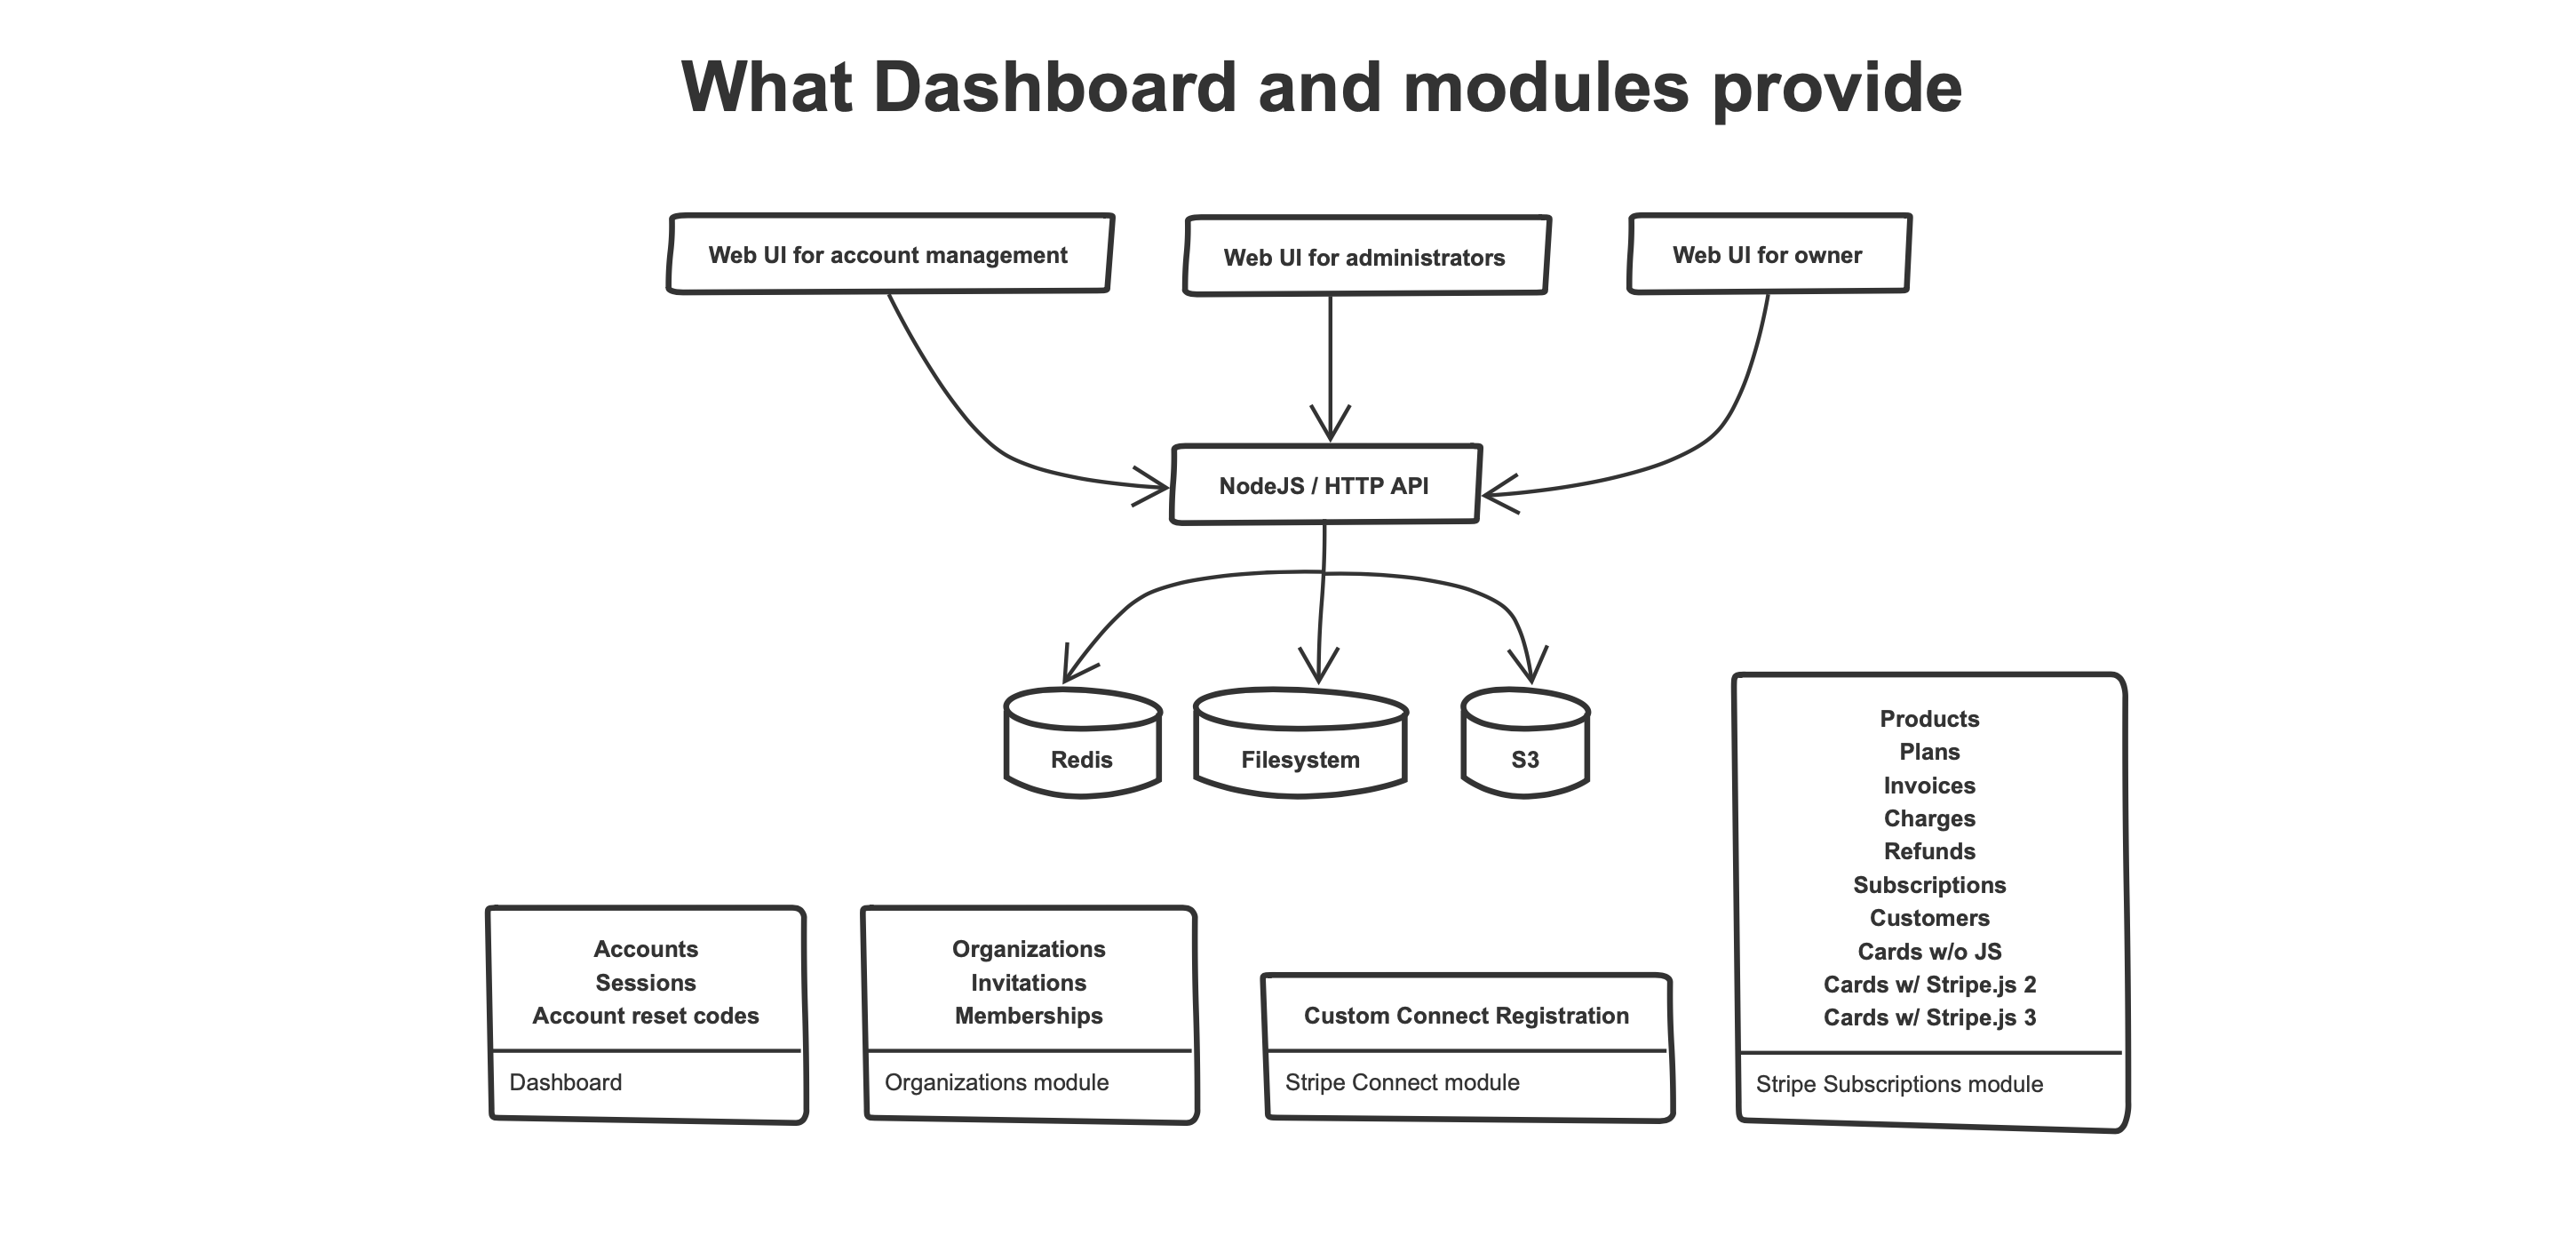 What Dashboard and modules provide
Web UI for account management
Web UI for administrators
Web UI for owner
NodeJS / HTTP API
Redis
Filesystem
S3
Accounts
Sessions
Account reset codes
Dashboard
Organizations
Invitations
Memberships
Organizations module
Custom Connect Registration
Stripe Connect module
Products
Plans
Invoices
Charges
Refunds
Subscriptions
Customers
Cards w/o JS
Cards w/ Stripe.js 2
Cards w/ Stripe.js 3
Stripe Subscriptions module